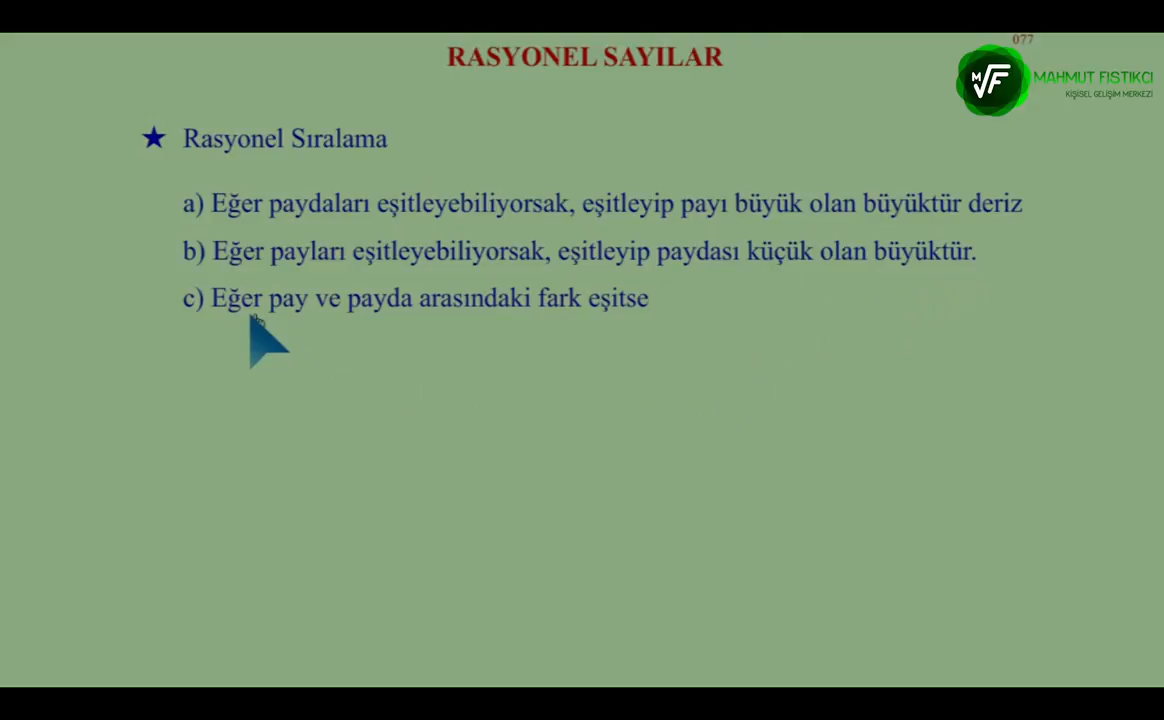 077
RASYONEL SAYILAR
M√F
MAHMUT FISTIKCI
KİŞİSEL GELİŞİM MERKEZİ
★ Rasyonel Sıralama
a) Eğer paydaları eşitleyebiliyorsak, eşitleyip payı büyük olan büyüktür deriz
b) Eğer payları eşitleyebiliyorsak, eşitleyip paydası küçük olan büyüktür.
c) Eğer pay ve payda arasındaki fark eşitse